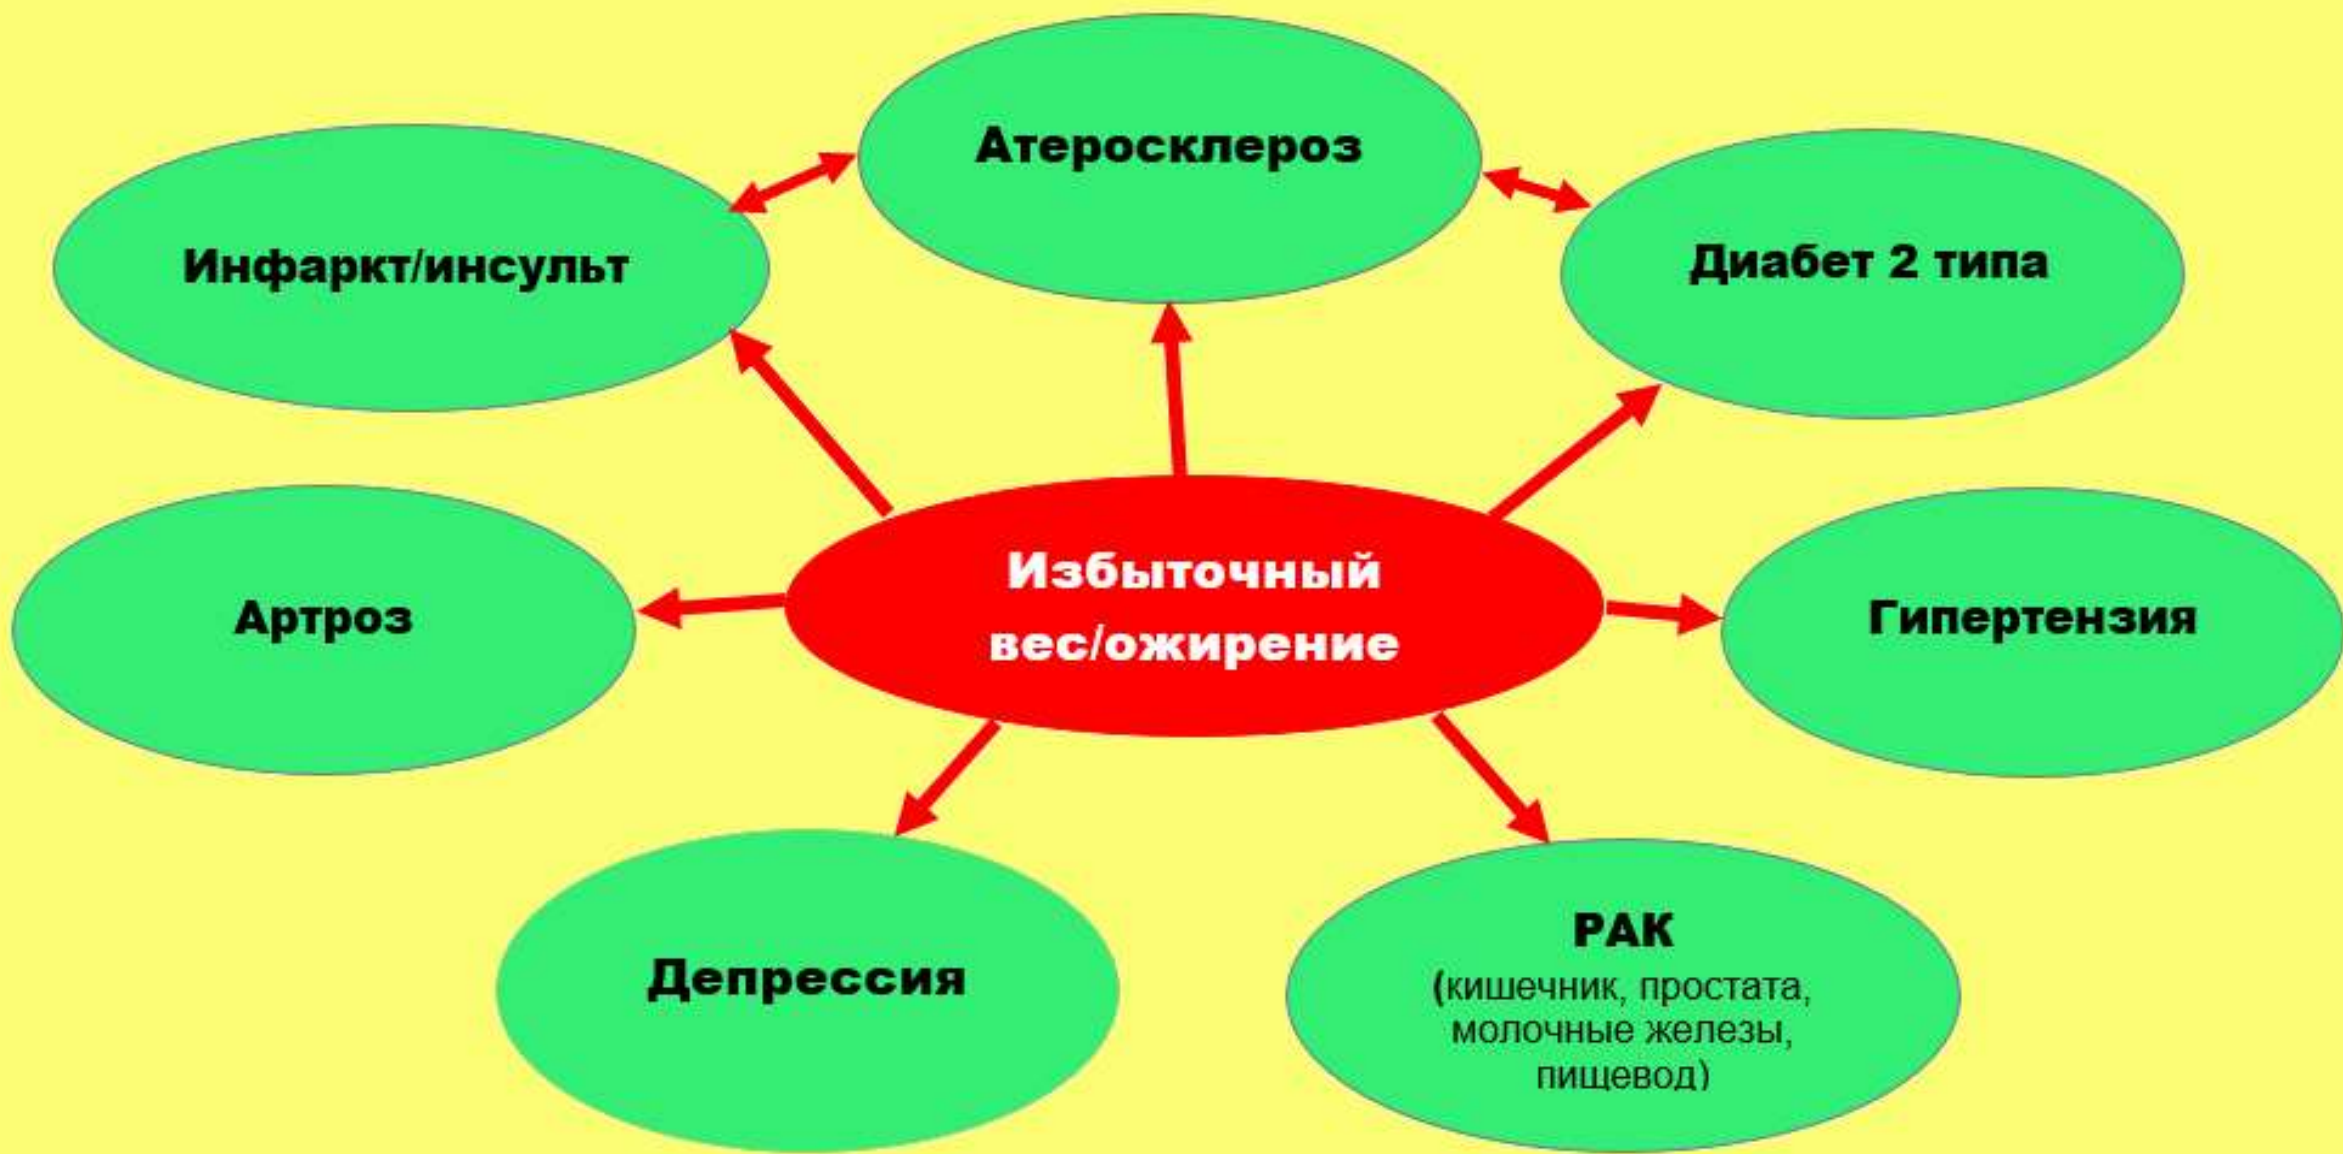 Атеросклероз
Инфаркт/инсульт
Диабет 2 типа
Избыточный
вес/ожирение
Артроз
Гипертензия
Депрессия
РАК
(кишечник, простата,
молочные железы,
пищевод)